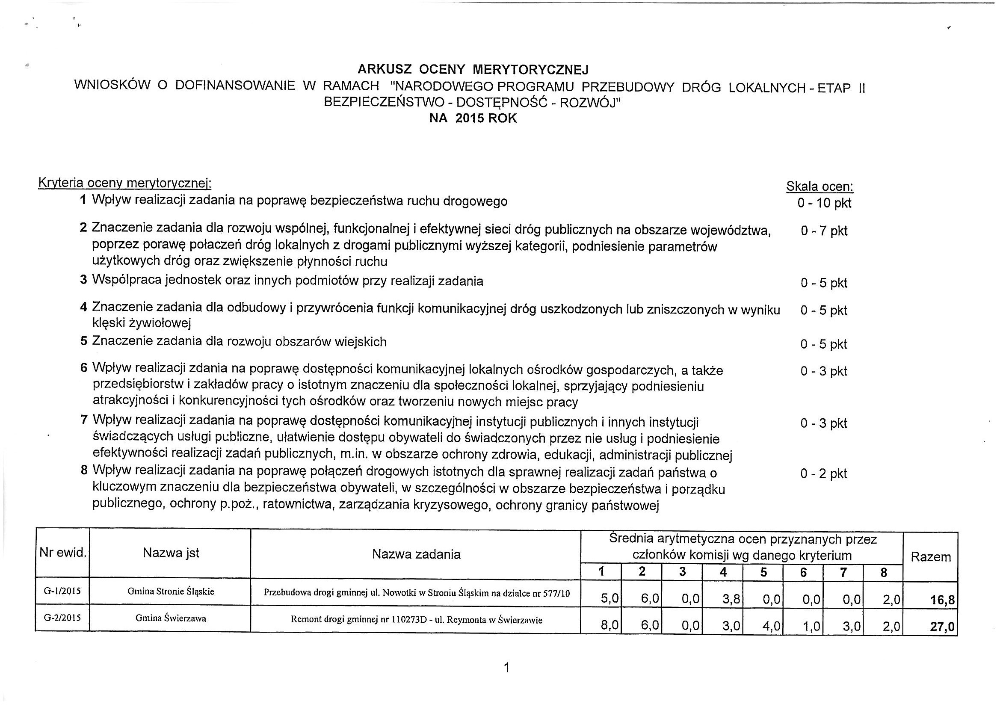 ARKUSZ OCENY MERYTORYCZNEJ
WNIOSKÓW O DOFINANSOWANIE W RAMACH "NARODOWEGO PROGRAMU PRZEBUDOWY DRÓG LOKALNYCH - ETAP II
BEZPIECZEŃSTWO - DOSTĘPNOŚĆ - ROZWÓJ"
NA 2015 ROK
Kryteria oceny merytorycznej: Skala ocen:
1 Wpływ realizacji zadania na poprawę bezpieczeństwa ruchu drogowego 0 - 10 pkt
2 Znaczenie zadania dla rozwoju wspólnej, funkcjonalnej i efektywnej sieci dróg publicznych na obszarze województwa, 0 - 7 pkt
poprzez porawę połaczeń dróg lokalnych z drogami publicznymi wyższej kategorii, podniesienie parametrów
użytkowych dróg oraz zwiększenie płynności ruchu
3 Współpraca jednostek oraz innych podmiotów przy realizaji zadania 0 - 5 pkt
4 Znaczenie zadania dla odbudowy i przywrócenia funkcji komunikacyjnej dróg uszkodzonych lub zniszczonych w wyniku 0 - 5 pkt
klęski żywiołowej
5 Znaczenie zadania dla rozwoju obszarów wiejskich 0 - 5 pkt
6 Wpływ realizacji zdania na poprawę dostępności komunikacyjnej lokalnych ośrodków gospodarczych, a także 0 - 3 pkt
przedsiębiorstw i zakładów pracy o istotnym znaczeniu dla społeczności lokalnej, sprzyjający podniesieniu
atrakcyjności i konkurencyjności tych ośrodków oraz tworzeniu nowych miejsc pracy
7 Wpływ realizacji zadania na poprawę dostępności komunikacyjnej instytucji publicznych i innych instytucji 0 - 3 pkt
świadczących usługi publiczne, ułatwienie dostępu obywateli do świadczonych przez nie usług i podniesienie
efektywności realizacji zadań publicznych, m.in. w obszarze ochrony zdrowia, edukacji, administracji publicznej
8 Wpływ realizacji zadania na poprawę połączeń drogowych istotnych dla sprawnej realizacji zadań państwa o 0 - 2 pkt
kluczowym znaczeniu dla bezpieczeństwa obywateli, w szczególności w obszarze bezpieczeństwa i porządku
publicznego, ochrony p.poż., ratownictwa, zarządzania kryzysowego, ochrony granicy państwowej
Nr ewid. Nazwa jst Nazwa zadania Średnia arytmetyczna ocen przyznanych przez
członków komisji wg danego kryterium Razem
1 2 3 4 5 6 7 8
G-1/2015 Gmina Stronie Śląskie Przebudowa drogi gminnej ul. Nowotki w Stroniu Śląskim na dzialce nr 577/10 5,0 6,0 0,0 3,8 0,0 0,0 0,0 2,0 16,8
G-2/2015 Gmina Świerzawa Remont drogi gminnej nr 110273D - ul. Reymonta w Świerzawie 8,0 6,0 0,0 3,0 4,0 1,0 3,0 2,0 27,0
1